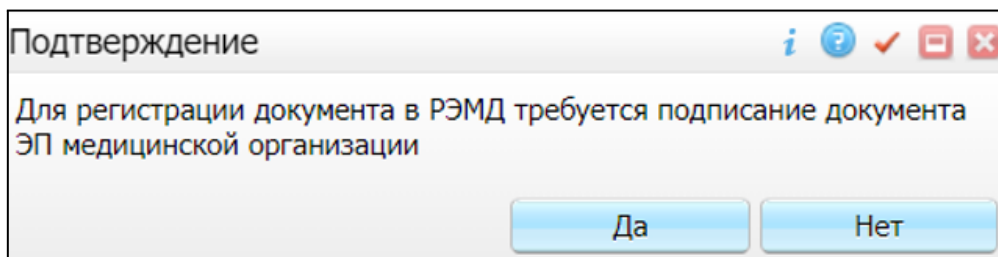 Подтверждение
Для регистрации документа в РЭМД требуется подписание документа
ЭП медицинской организации
Да Нет